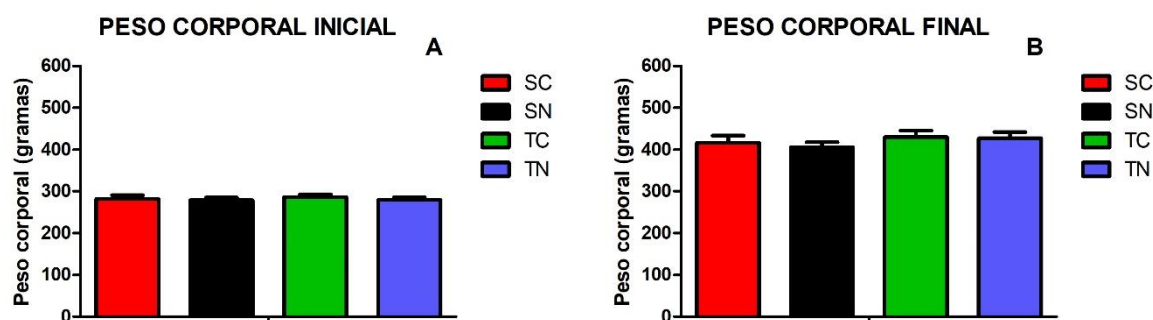 PESO CORPORAL INICIAL
A
Peso corporal (gramas)
600
500
400
300
200
100
0
SC
SN
TC
TN
PESO CORPORAL FINAL
B
Peso corporal (gramas)
600
500
400
300
200
100
0
SC
SN
TC
TN